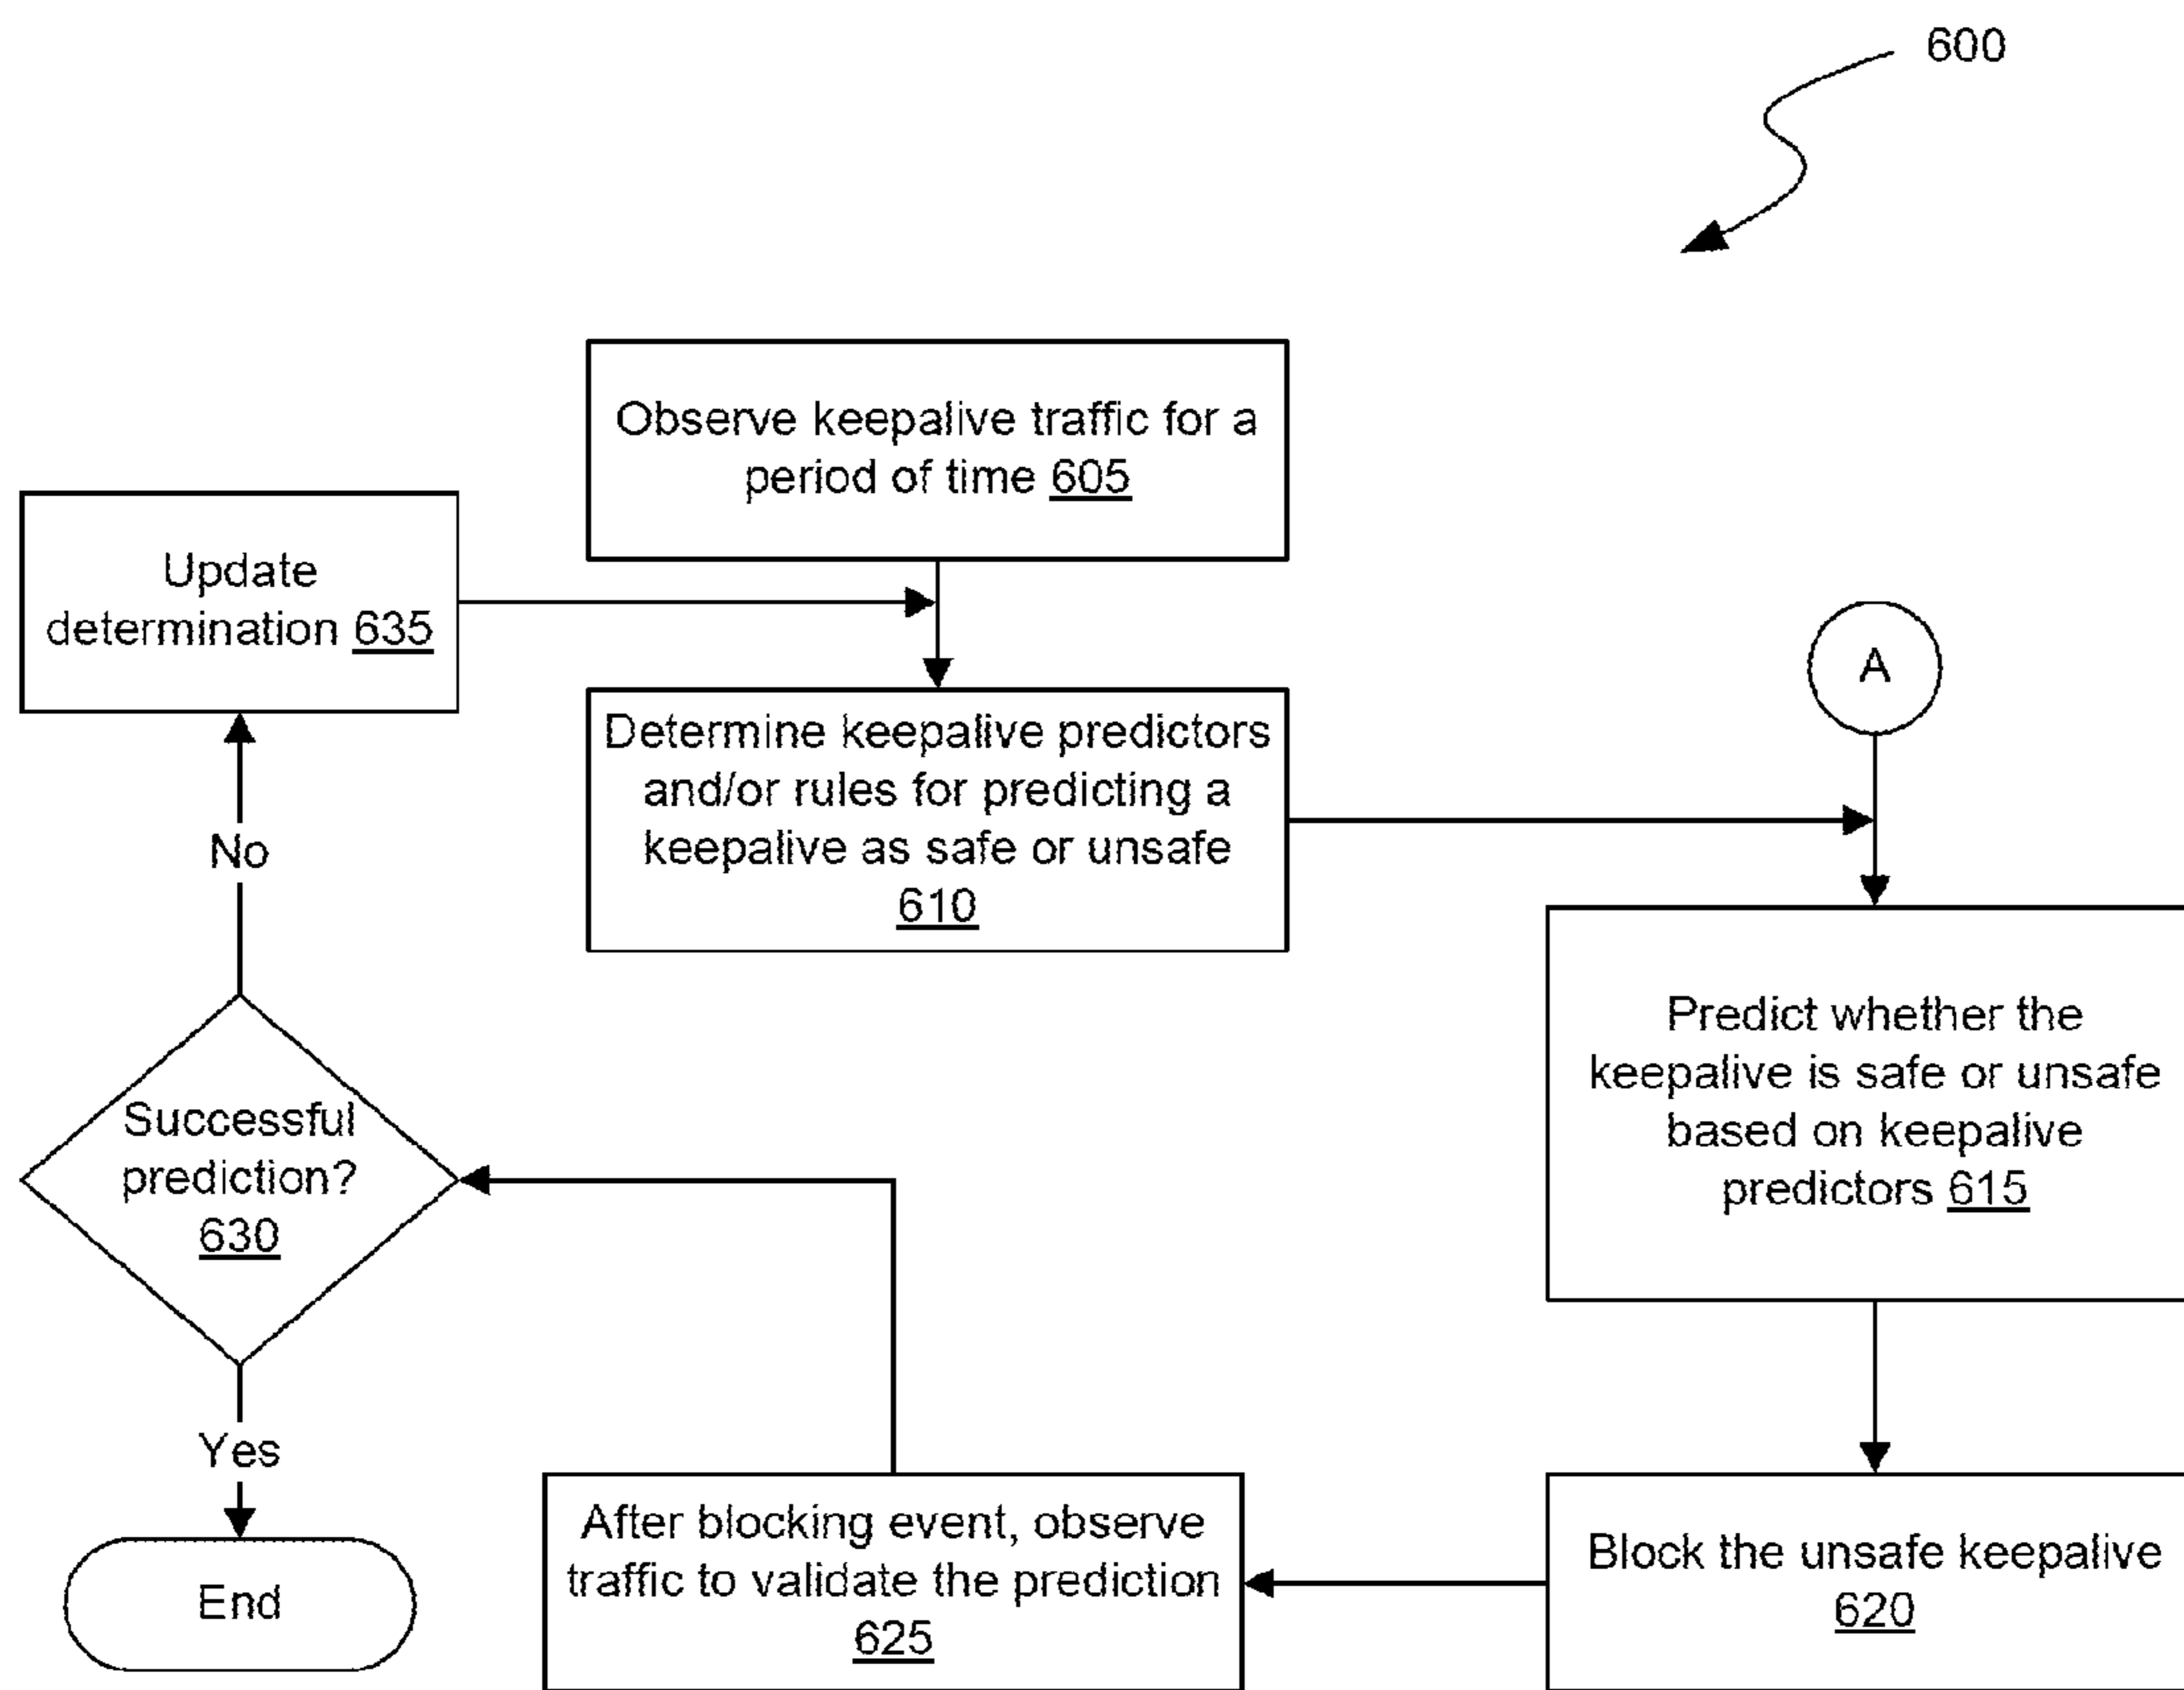 600
Observe keepalive traffic for a
period of time 605
Update
determination 635
A
Determine keepalive predictors
and/or rules for predicting a
keepalive as safe or unsafe
610
No
Predict whether the
keepalive is safe or unsafe
based on keepalive
predictors 615
Successful
prediction?
630
Yes
After blocking event, observe
traffic to validate the prediction
625
Block the unsafe keepalive
620
End